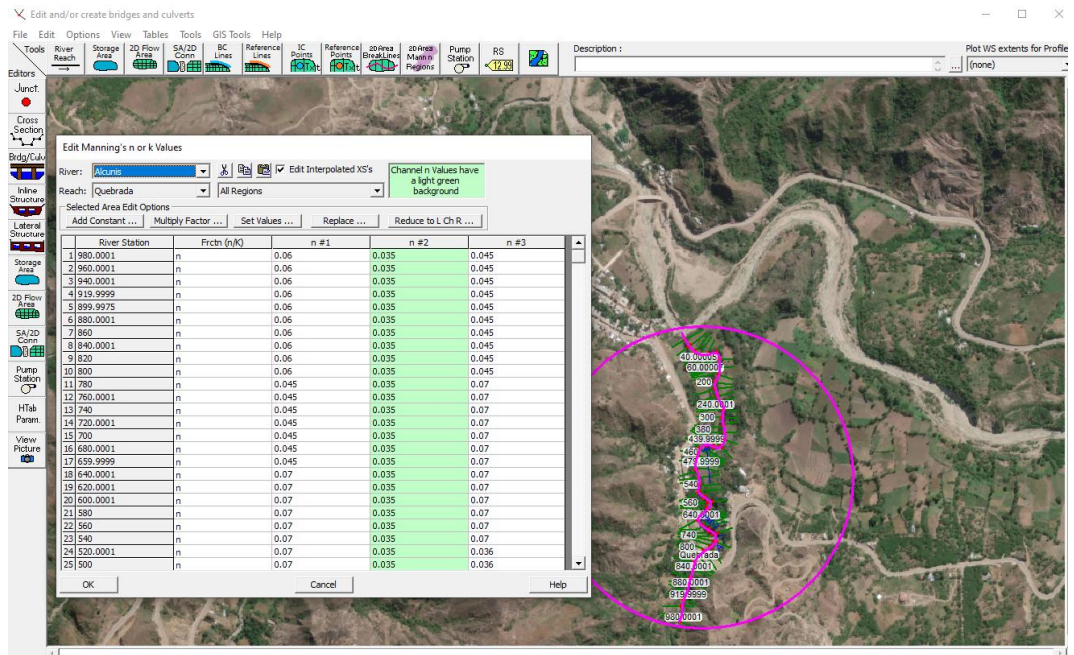 Edit and/or create bridges and culverts
File Edit Options View Tables Tools GIS Tools Help
Tools
Editors
River Reach
Storage Area
2D Flow Area
SA/2D Conn
BC Lines
Reference Lines
IC Points
Reference Points
2D Area BreakLines
2D Area Mann n Regions
Pump Station
RS
12.99
Description :
...
Plot WS extents for Profile
(none)
Junct.
Cross Section
Brdg/Culv
Inline Structure
Lateral Structure
Storage Area
2D Flow Area
SA/2D Conn
Pump Station
HTab Param.
View Picture
Edit Manning's n or k Values
River: Alcunis
Edit Interpolated XS's
Channel n Values have
a light green
background
Reach: Quebrada All Regions
Selected Area Edit Options
Add Constant ... Multiply Factor ... Set Values ... Replace ... Reduce to L Ch R ...
River Station Frctn (n/K) n #1 n #2 n #3
1 980.0001 n 0.06 0.035 0.045
2 960.0001 n 0.06 0.035 0.045
3 940.0001 n 0.06 0.035 0.045
4 919.9999 n 0.06 0.035 0.045
5 899.9975 n 0.06 0.035 0.045
6 880.0001 n 0.06 0.035 0.045
7 860 n 0.06 0.035 0.045
8 840.0001 n 0.06 0.035 0.045
9 820 n 0.06 0.035 0.045
10 800 n 0.06 0.035 0.045
11 780 n 0.045 0.035 0.07
12 760.0001 n 0.045 0.035 0.07
13 740 n 0.045 0.035 0.07
14 720.0001 n 0.045 0.035 0.07
15 700 n 0.045 0.035 0.07
16 680.0001 n 0.045 0.035 0.07
17 659.9999 n 0.045 0.035 0.07
18 640.0001 n 0.07 0.035 0.07
19 620.0001 n 0.07 0.035 0.07
20 600.0001 n 0.07 0.035 0.07
21 580 n 0.07 0.035 0.07
22 560 n 0.07 0.035 0.07
23 540 n 0.07 0.035 0.07
24 520.0001 n 0.07 0.035 0.036
25 500 n 0.07 0.035 0.036
OK Cancel Help
40.00005
60.00007
200
240.0001
300
380
439.9999
460
479.9999
540
560
640.0001
740
800
Quebrada
840.0001
880.0001
919.9999
980.0001